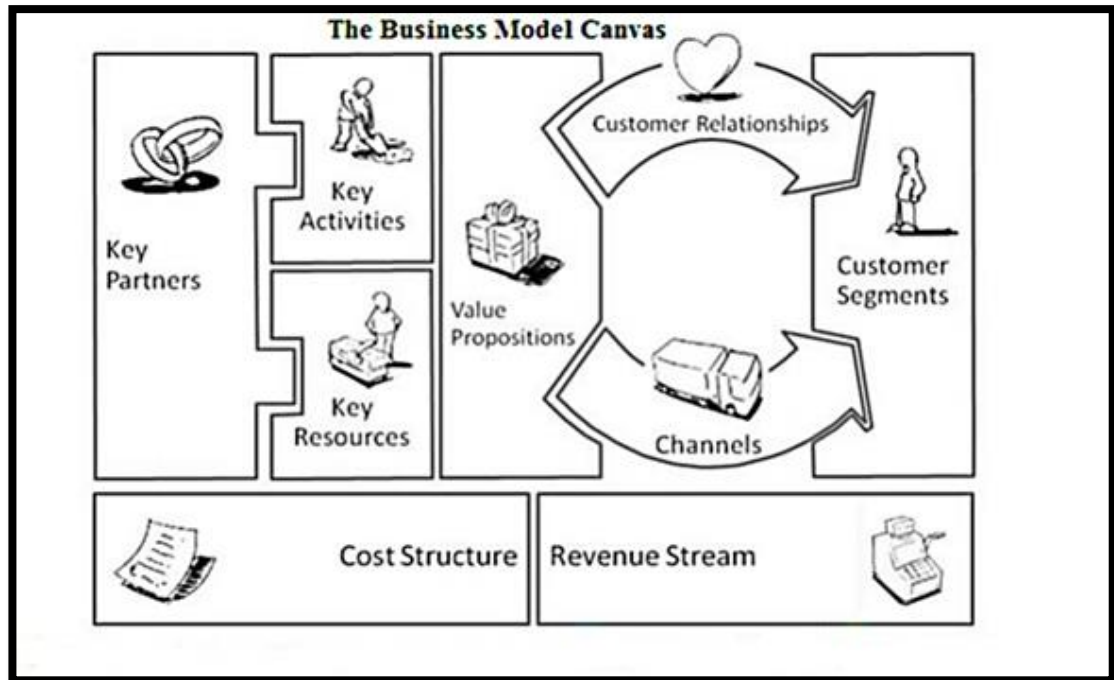 The Business Model Canvas
Key
Partners
Key
Activities
Key
Resources
Value
Propositions
Customer Relationships
Channels
Customer
Segments
Cost Structure
Revenue Stream